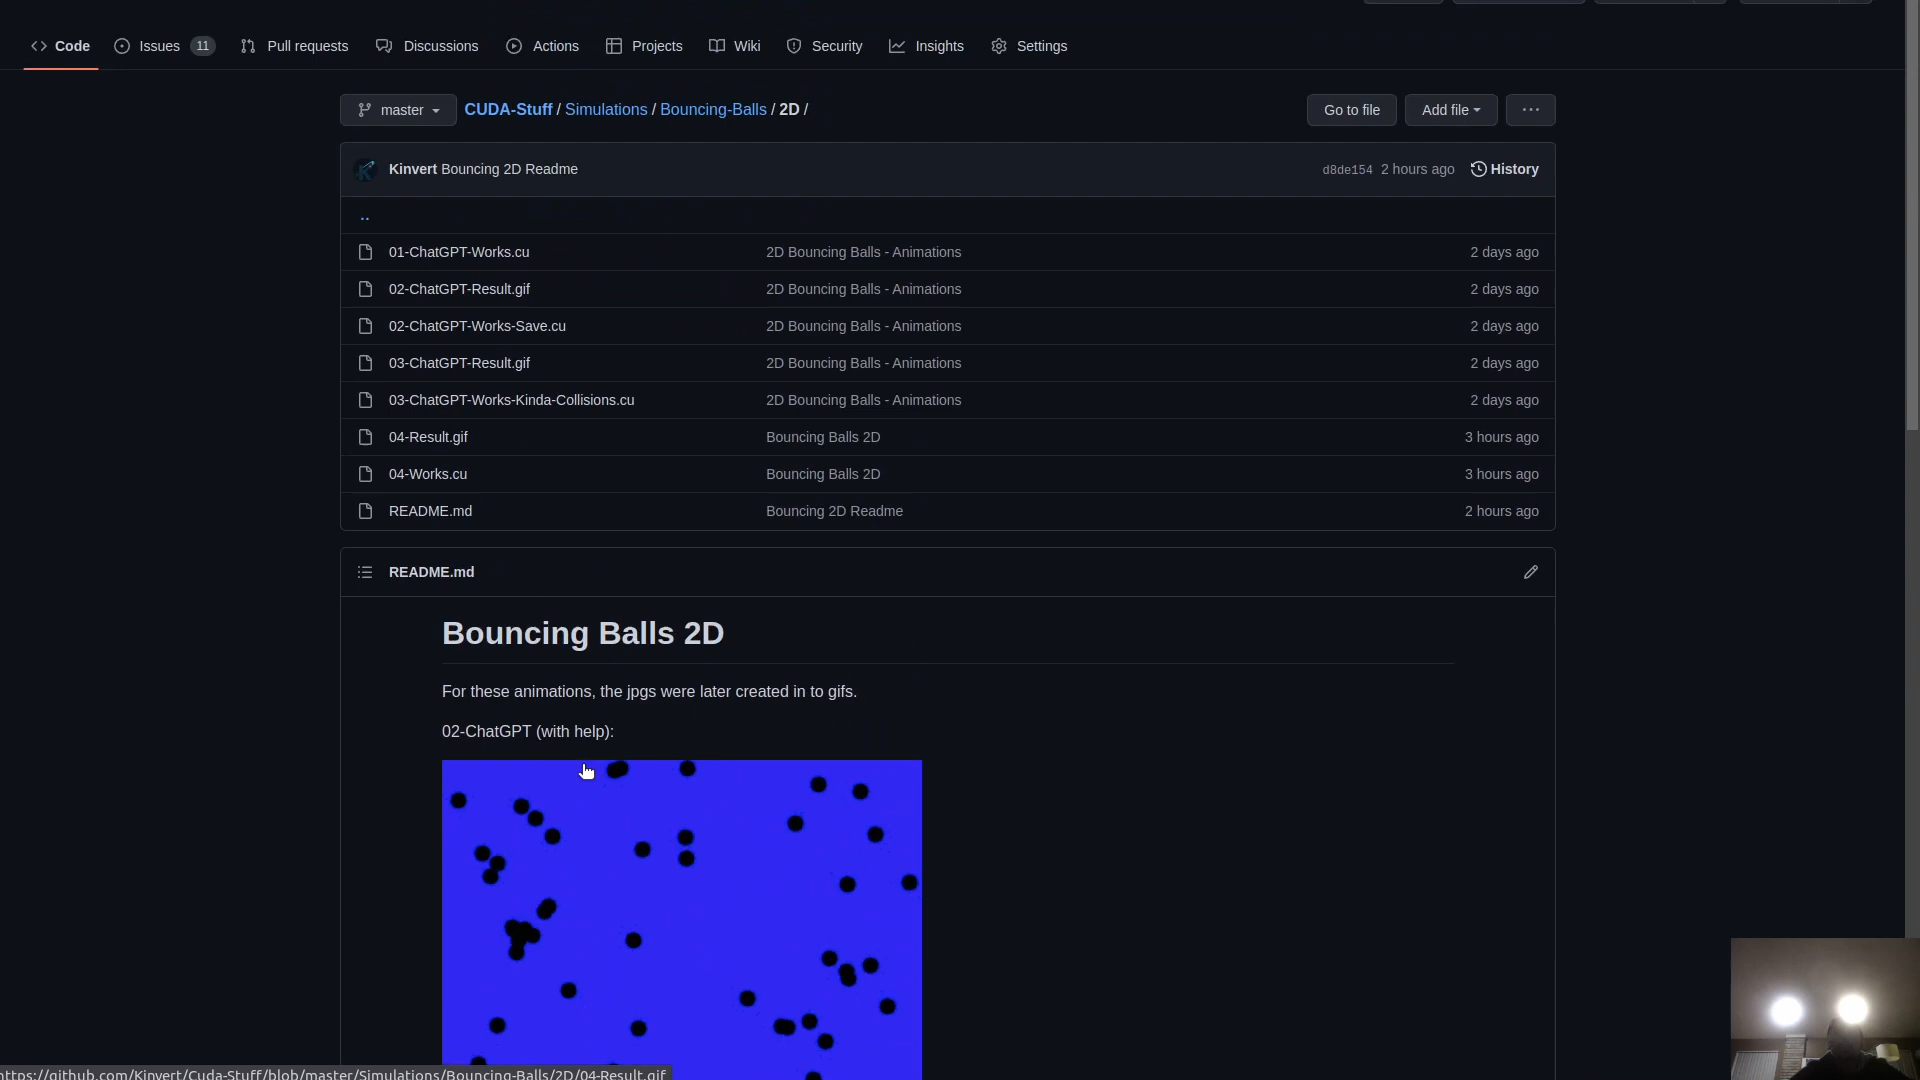 Code Issues 11 Pull requests Discussions Actions Projects Wiki Security Insights Settings
master CUDA-Stuff / Simulations / Bouncing-Balls / 2D / Go to file Add file ···
Kinvert Bouncing 2D Readme d8de154 2 hours ago History
..
01-ChatGPT-Works.cu 2D Bouncing Balls - Animations 2 days ago
02-ChatGPT-Result.gif 2D Bouncing Balls - Animations 2 days ago
02-ChatGPT-Works-Save.cu 2D Bouncing Balls - Animations 2 days ago
03-ChatGPT-Result.gif 2D Bouncing Balls - Animations 2 days ago
03-ChatGPT-Works-Kinda-Collisions.cu 2D Bouncing Balls - Animations 2 days ago
04-Result.gif Bouncing Balls 2D 3 hours ago
04-Works.cu Bouncing Balls 2D 3 hours ago
README.md Bouncing 2D Readme 2 hours ago
README.md
Bouncing Balls 2D
For these animations, the jpgs were later created in to gifs.
02-ChatGPT (with help):
https://github.com/Kinvert/Cuda-Stuff/blob/master/Simulations/Bouncing-Balls/2D/04-Result.gif